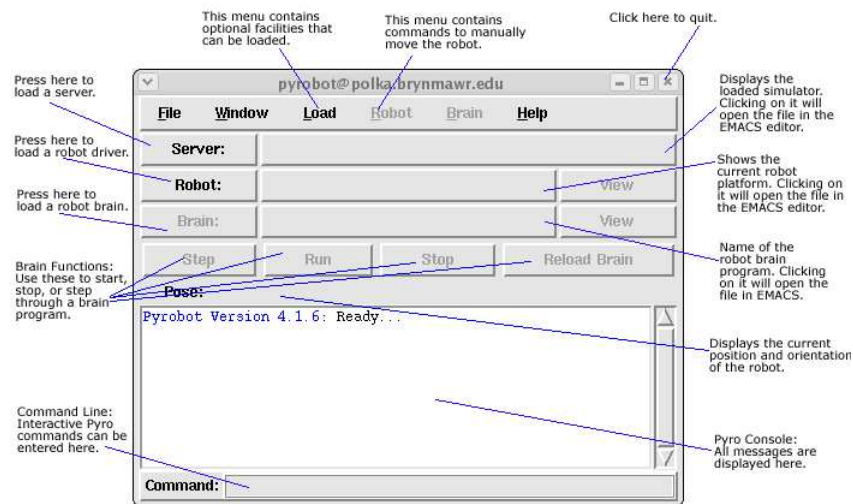 This menu contains
optional facilities that
can be loaded.
This menu contains
commands to manually
move the robot.
Click here to quit.
Press here to
load a server.
pyrobot@polka.brynmawr.edu
Displays the
loaded simulator.
Clicking on it will
open the file in the
EMACS editor.
File Window Load Robot Brain Help
Press here to
load a robot driver.
Server:
Robot: View
Shows the
current robot
platform. Clicking on
it will open the file in
the EMACS editor.
Press here to
load a robot brain.
Brain: View
Step Run Stop Reload Brain
Name of the
robot brain
program. Clicking
on it will open the
file in EMACS.
Brain Functions:
Use these to start,
stop, or step
through a brain
program.
Pose:
Pyrobot Version 4.1.6: Ready...
Displays the current
position and orientation
of the robot.
Command Line:
Interactive Pyro
commands can be
entered here.
Pyro Console:
All messages are
displayed here.
Command: